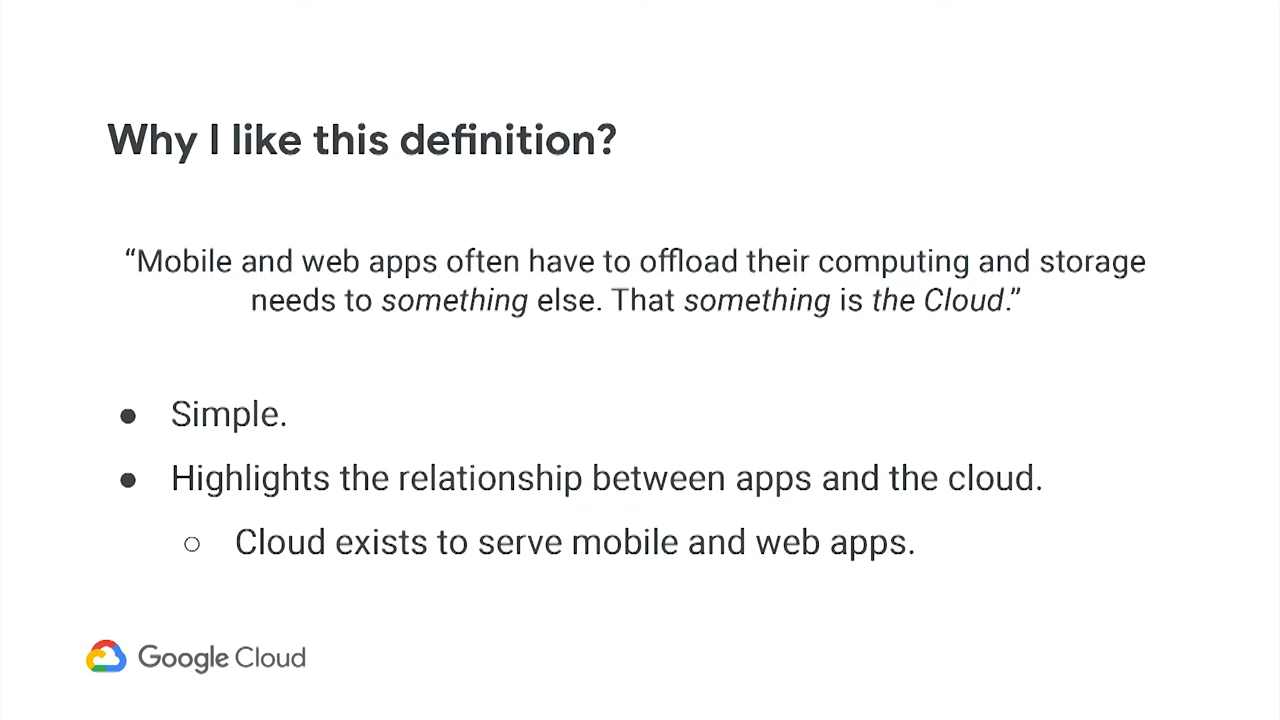 Why I like this definition?
“Mobile and web apps often have to offload their computing and storage
needs to something else. That something is the Cloud.”
● Simple.
● Highlights the relationship between apps and the cloud.
○ Cloud exists to serve mobile and web apps.
Google Cloud